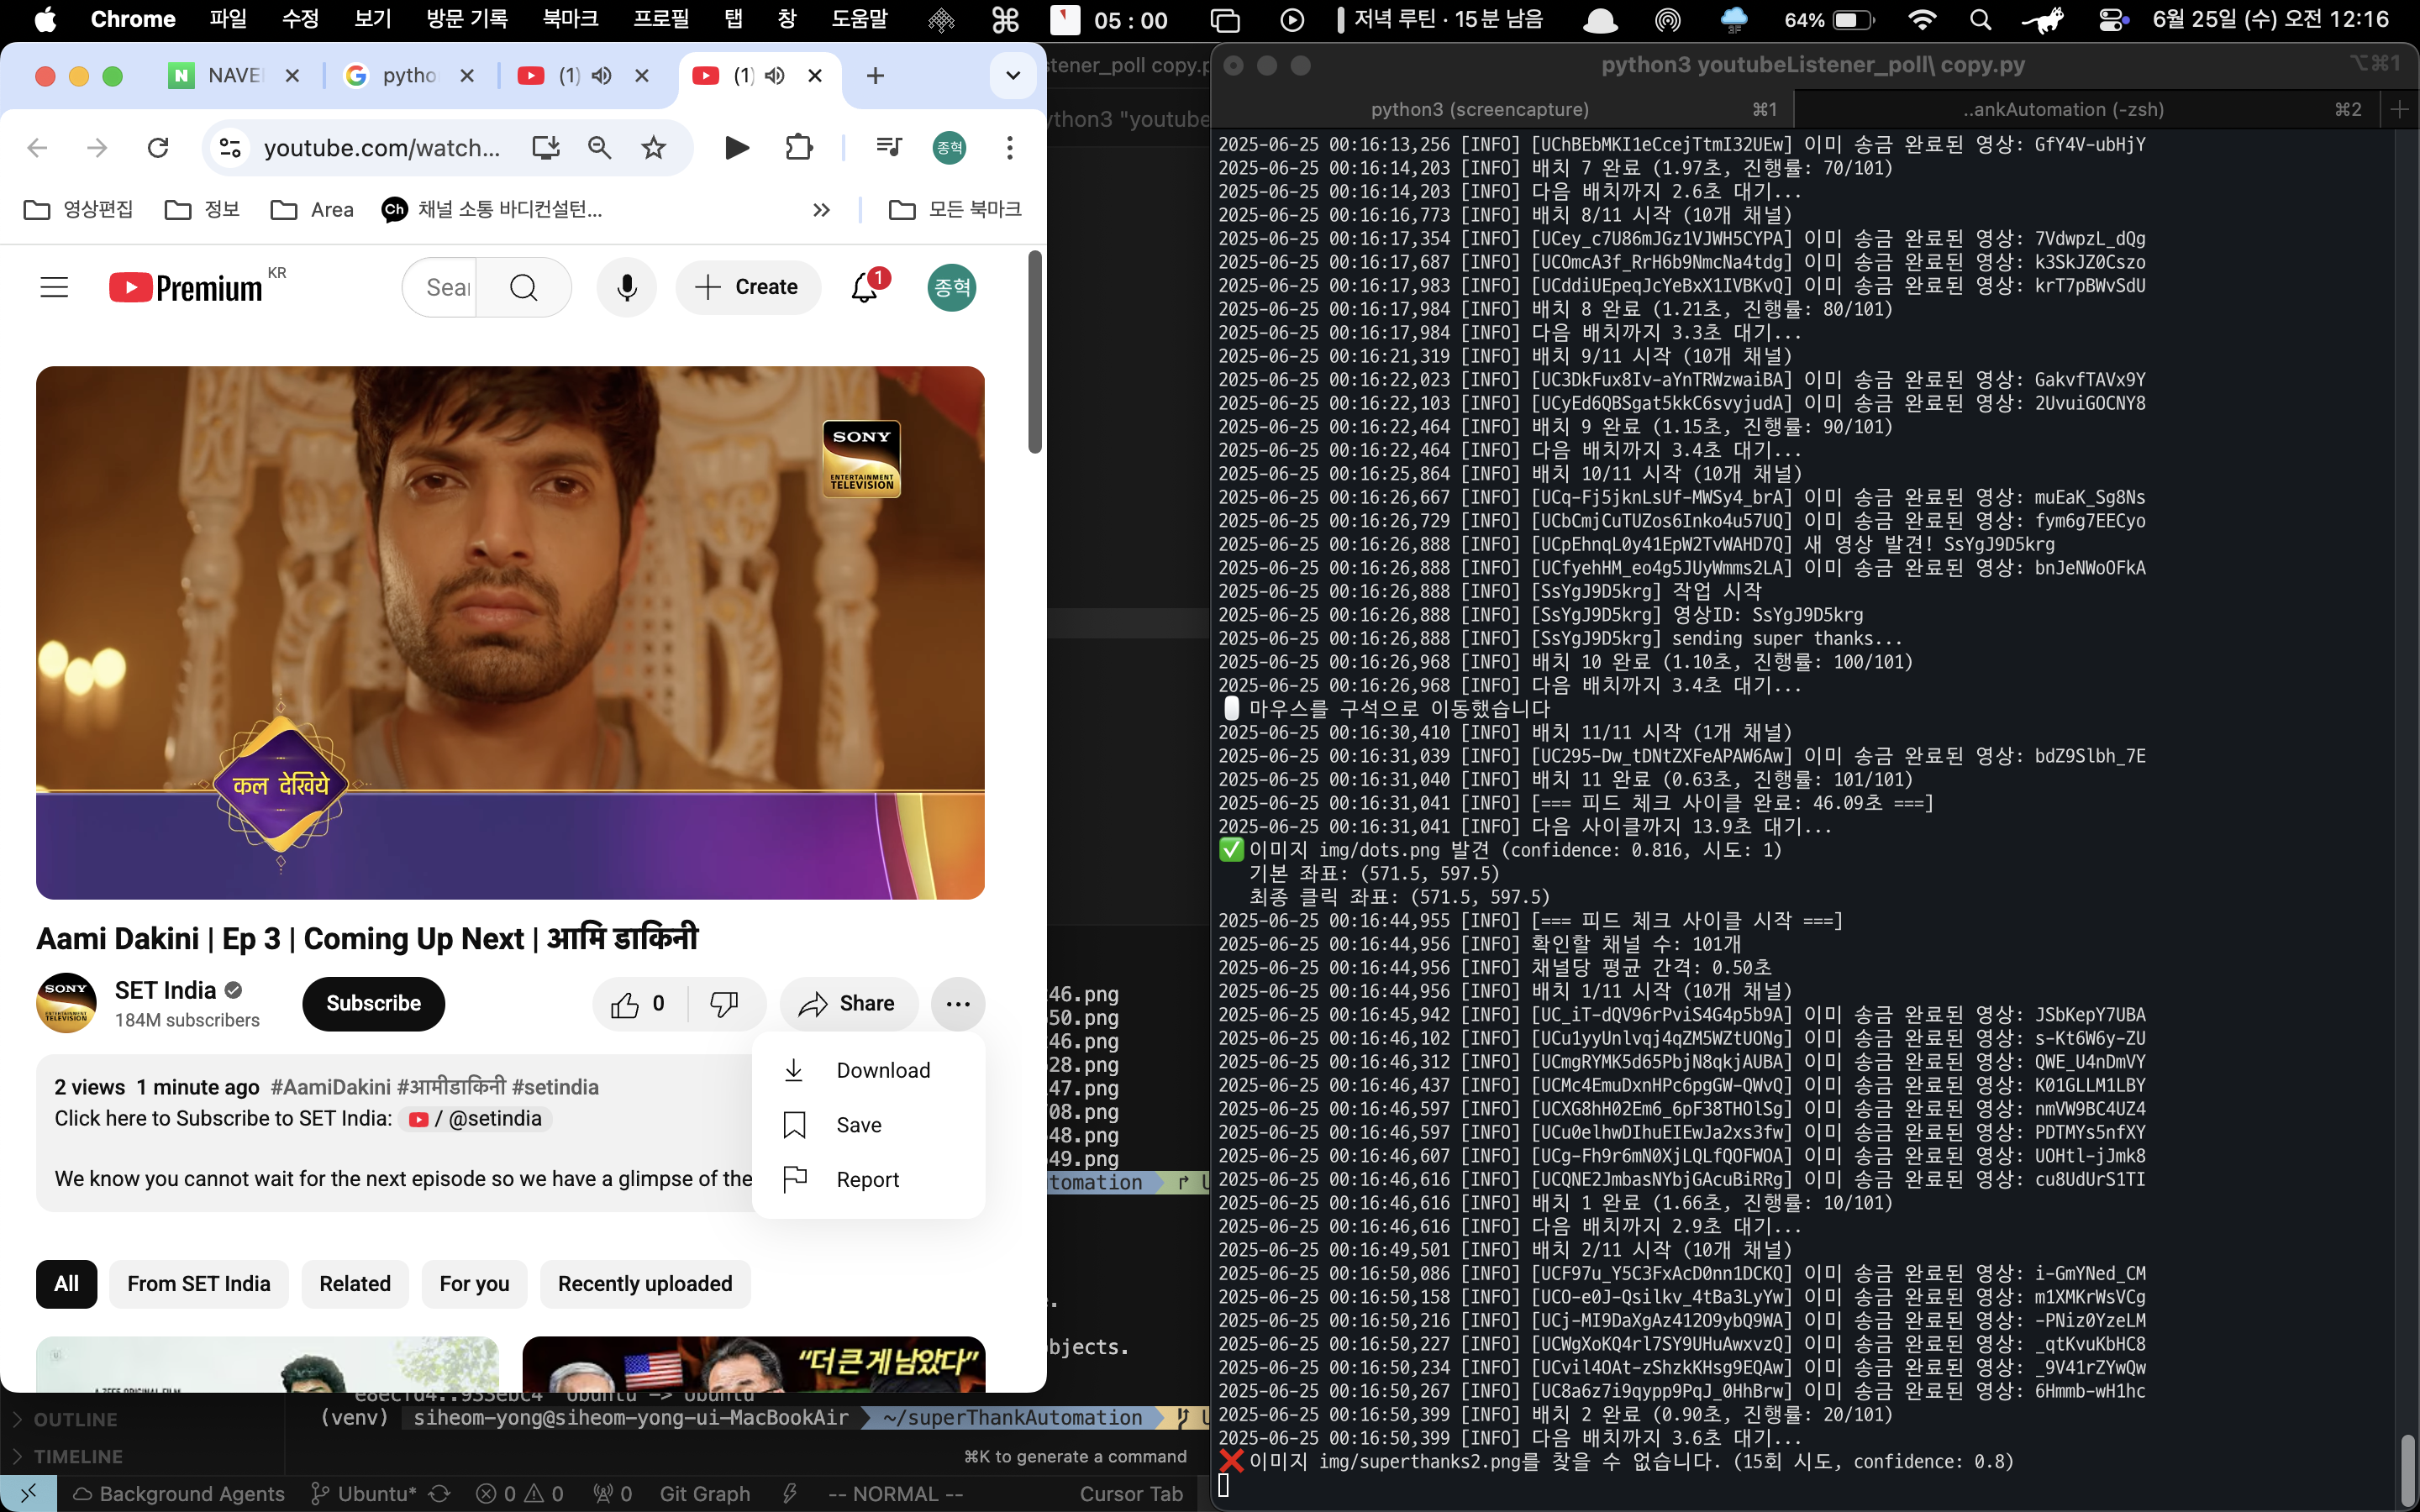 Chrome 파일 수정 보기 방문 기록 북마크 프로필 탭 창 도움말 05 : 00 저녁 루틴 · 15분 남음 64% 6월 25일 (수) 오전 12:16
NAVE
pytho
(1)
(1)
youtube.com/watch...
종혁
영상편집 정보 Area 채널 소통 바디컨설턴... 모든 북마크
Premium KR
Sear
Create
1
종혁
SONY
ENTERTAINMENT
TELEVISION
कल देखिये
Aami Dakini | Ep 3 | Coming Up Next | आमि डाकिनी
SET India
184M subscribers
Subscribe
0
Share
Download
Save
Report
2 views 1 minute ago #AamiDakini #आमीडाकिनी #setindia
Click here to Subscribe to SET India: / @setindia
We know you cannot wait for the next episode so we have a glimpse of the
All From SET India Related For you Recently uploaded
“더 큰 게 남았다”
stener_poll copy.p
ython3 "youtube
46.png
50.png
46.png
28.png
47.png
08.png
48.png
49.png
tomation
bjects.
(venv) siheom-yong@siheom-yong-ui-MacBookAir ~/superThankAutomation
OUTLINE
TIMELINE
⌘K to generate a command
Background Agents Ubuntu* 0 0 0 Git Graph -- NORMAL -- Cursor Tab
python3 youtubeListener_poll\ copy.py ⌥⌘1
python3 (screencapture) ⌘1 ..ankAutomation (-zsh) ⌘2
2025-06-25 00:16:13,256 [INFO] [UChBEbMKI1eCcejTtmI32UEw] 이미 송금 완료된 영상: GfY4V-ubHjY
2025-06-25 00:16:14,203 [INFO] 배치 7 완료 (1.97초, 진행률: 70/101)
2025-06-25 00:16:14,203 [INFO] 다음 배치까지 2.6초 대기...
2025-06-25 00:16:16,773 [INFO] 배치 8/11 시작 (10개 채널)
2025-06-25 00:16:17,354 [INFO] [UCey_c7U86mJGz1VJWH5CYPA] 이미 송금 완료된 영상: 7VdwpzL_dQg
2025-06-25 00:16:17,687 [INFO] [UCOmcA3f_RrH6b9NmcNa4tdg] 이미 송금 완료된 영상: k3SkJZ0Cszo
2025-06-25 00:16:17,983 [INFO] [UCddiUEpeqJcYeBxX1IVBKvQ] 이미 송금 완료된 영상: krT7pBWvSdU
2025-06-25 00:16:17,984 [INFO] 배치 8 완료 (1.21초, 진행률: 80/101)
2025-06-25 00:16:17,984 [INFO] 다음 배치까지 3.3초 대기...
2025-06-25 00:16:21,319 [INFO] 배치 9/11 시작 (10개 채널)
2025-06-25 00:16:22,023 [INFO] [UC3DkFux8Iv-aYnTRWzwaiBA] 이미 송금 완료된 영상: GakvfTAVx9Y
2025-06-25 00:16:22,103 [INFO] [UCyEd6QBSgat5kkC6svyjudA] 이미 송금 완료된 영상: 2UvuiGOCNY8
2025-06-25 00:16:22,464 [INFO] 배치 9 완료 (1.15초, 진행률: 90/101)
2025-06-25 00:16:22,464 [INFO] 다음 배치까지 3.4초 대기...
2025-06-25 00:16:25,864 [INFO] 배치 10/11 시작 (10개 채널)
2025-06-25 00:16:26,667 [INFO] [UCq-Fj5jknLsUf-MWSy4_brA] 이미 송금 완료된 영상: muEaK_Sg8Ns
2025-06-25 00:16:26,729 [INFO] [UCbCmjCuTUZos6Inko4u57UQ] 이미 송금 완료된 영상: fym6g7EECyo
2025-06-25 00:16:26,888 [INFO] [UCpEhnqL0y41EpW2TvWAHD7Q] 새 영상 발견! SsYgJ9D5krg
2025-06-25 00:16:26,888 [INFO] [UCfyehHM_eo4g5JUyWmms2LA] 이미 송금 완료된 영상: bnJeNWoOFkA
2025-06-25 00:16:26,888 [INFO] [SsYgJ9D5krg] 작업 시작
2025-06-25 00:16:26,888 [INFO] [SsYgJ9D5krg] 영상ID: SsYgJ9D5krg
2025-06-25 00:16:26,888 [INFO] [SsYgJ9D5krg] sending super thanks...
2025-06-25 00:16:26,968 [INFO] 배치 10 완료 (1.10초, 진행률: 100/101)
2025-06-25 00:16:26,968 [INFO] 다음 배치까지 3.4초 대기...
마우스를 구석으로 이동했습니다
2025-06-25 00:16:30,410 [INFO] 배치 11/11 시작 (1개 채널)
2025-06-25 00:16:31,039 [INFO] [UC295-Dw_tDNtZXFeAPAW6Aw] 이미 송금 완료된 영상: bdZ9Slbh_7E
2025-06-25 00:16:31,040 [INFO] 배치 11 완료 (0.63초, 진행률: 101/101)
2025-06-25 00:16:31,041 [INFO] [=== 피드 체크 사이클 완료: 46.09초 ===]
2025-06-25 00:16:31,041 [INFO] 다음 사이클까지 13.9초 대기...
✅이미지 img/dots.png 발견 (confidence: 0.816, 시도: 1)
기본 좌표: (571.5, 597.5)
최종 클릭 좌표: (571.5, 597.5)
2025-06-25 00:16:44,955 [INFO] [=== 피드 체크 사이클 시작 ===]
2025-06-25 00:16:44,956 [INFO] 확인할 채널 수: 101개
2025-06-25 00:16:44,956 [INFO] 채널당 평균 간격: 0.50초
2025-06-25 00:16:44,956 [INFO] 배치 1/11 시작 (10개 채널)
2025-06-25 00:16:45,942 [INFO] [UC_iT-dQV96rPviS4G4p5b9A] 이미 송금 완료된 영상: JSbKepY7UBA
2025-06-25 00:16:46,102 [INFO] [UCu1yyUnlvqj4qZM5WZtUONg] 이미 송금 완료된 영상: s-Kt6W6y-ZU
2025-06-25 00:16:46,312 [INFO] [UCmgRYMK5d65PbjN8qkjAUBA] 이미 송금 완료된 영상: QWE_U4nDmVY
2025-06-25 00:16:46,437 [INFO] [UCMc4EmuDxnHPc6pgGW-QWvQ] 이미 송금 완료된 영상: K01GLLM1LBY
2025-06-25 00:16:46,597 [INFO] [UCXG8hH02Em6_6pF38THOlSg] 이미 송금 완료된 영상: nmVW9BC4UZ4
2025-06-25 00:16:46,597 [INFO] [UCu0elhwDIhuEIEwJa2xs3fw] 이미 송금 완료된 영상: PDTMYs5nfXY
2025-06-25 00:16:46,607 [INFO] [UCg-Fh9r6mN0XjLQLfQOFWOA] 이미 송금 완료된 영상: UOHtl-jJmk8
2025-06-25 00:16:46,616 [INFO] [UCQNE2JmbasNYbjGAcuBiRRg] 이미 송금 완료된 영상: cu8UdUrS1TI
2025-06-25 00:16:46,616 [INFO] 배치 1 완료 (1.66초, 진행률: 10/101)
2025-06-25 00:16:46,616 [INFO] 다음 배치까지 2.9초 대기...
2025-06-25 00:16:49,501 [INFO] 배치 2/11 시작 (10개 채널)
2025-06-25 00:16:50,086 [INFO] [UCF97u_Y5C3FxAcD0nn1DCKQ] 이미 송금 완료된 영상: i-GmYNed_CM
2025-06-25 00:16:50,158 [INFO] [UCO-e0J-Qsilkv_4tBa3LyYw] 이미 송금 완료된 영상: m1XMKrWsVCg
2025-06-25 00:16:50,216 [INFO] [UCj-MI9DaXgAz412O9ybQ9WA] 이미 송금 완료된 영상: -PNiz0YzeLM
2025-06-25 00:16:50,227 [INFO] [UCWgXoKQ4rl7SY9UHuAwxvzQ] 이미 송금 완료된 영상: _qtKvuKbHC8
2025-06-25 00:16:50,234 [INFO] [UCvil4OAt-zShzkKHsg9EQAw] 이미 송금 완료된 영상: _9V41rZYwQw
2025-06-25 00:16:50,267 [INFO] [UC8a6z7i9qypp9PqJ_0HhBrw] 이미 송금 완료된 영상: 6Hmmb-wH1hc
2025-06-25 00:16:50,399 [INFO] 배치 2 완료 (0.90초, 진행률: 20/101)
2025-06-25 00:16:50,399 [INFO] 다음 배치까지 3.6초 대기...
❌이미지 img/superthanks2.png를 찾을 수 없습니다. (15회 시도, confidence: 0.8)